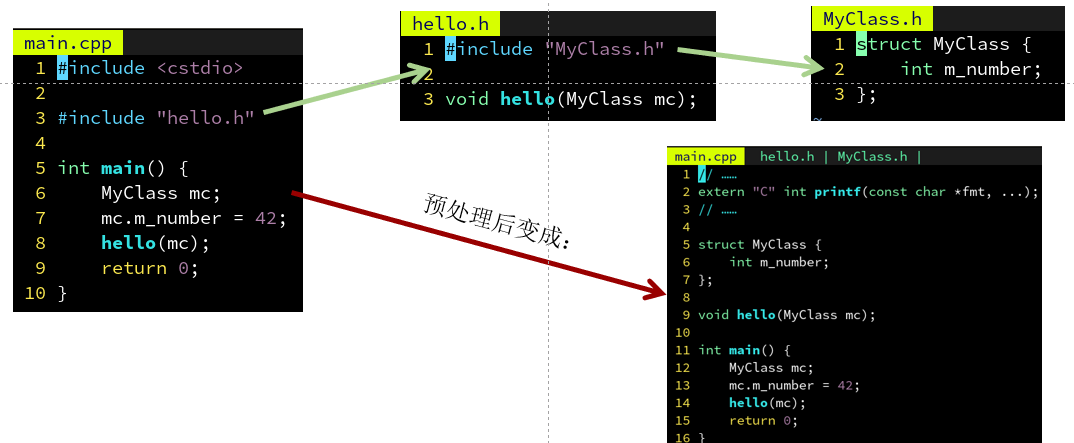 main.cpp
1 #include <cstdio>
2
3 #include "hello.h"
4
5 int main() {
6     MyClass mc;
7     mc.m_number = 42;
8     hello(mc);
9     return 0;
10 }
hello.h
1 #include "MyClass.h"
2
3 void hello(MyClass mc);
MyClass.h
1 struct MyClass {
2     int m_number;
3 };
~
预处理后变成：
main.cpp  hello.h | MyClass.h |
1 // ……
2 extern "C" int printf(const char *fmt, ...);
3 // ……
4
5 struct MyClass {
6     int m_number;
7 };
8
9 void hello(MyClass mc);
10
11 int main() {
12     MyClass mc;
13     mc.m_number = 42;
14     hello(mc);
15     return 0;
16 }